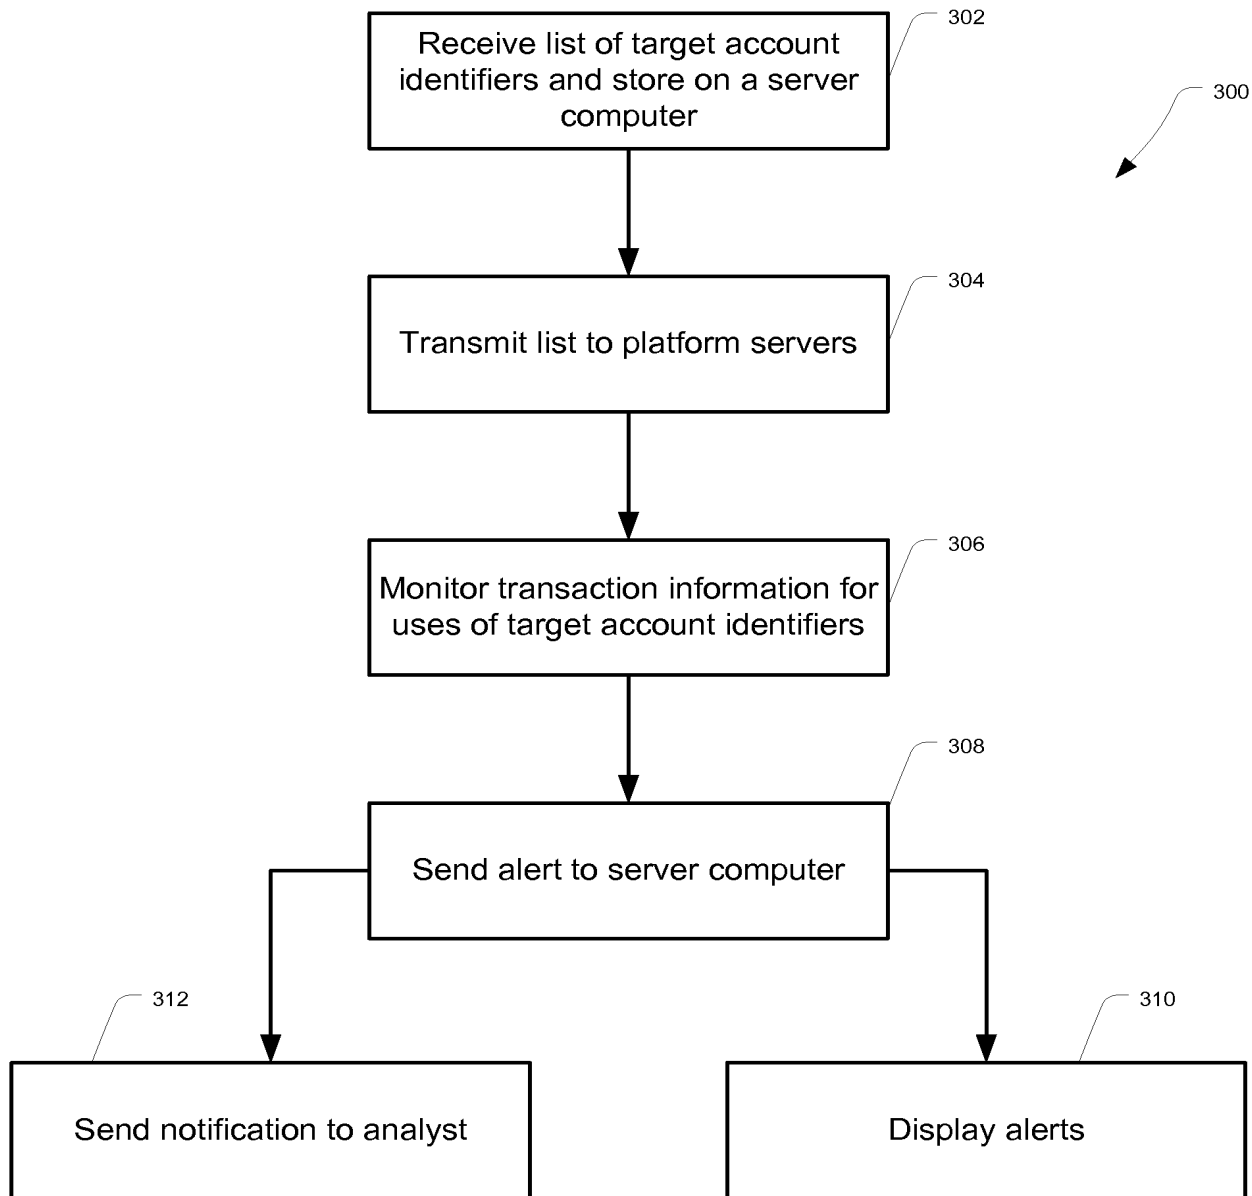 302
Receive list of target account
identifiers and store on a server
computer
300
304
Transmit list to platform servers
306
Monitor transaction information for
uses of target account identifiers
308
Send alert to server computer
312
310
Send notification to analyst
Display alerts